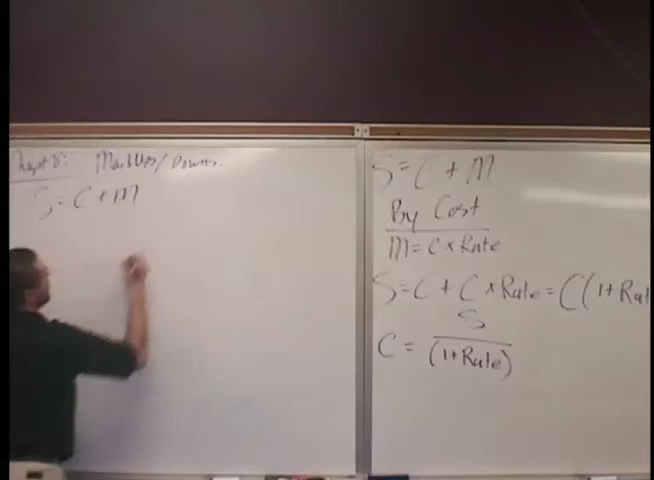 Chapt 8: MarkUps/Downs.
S = C + M
S = C + M
By Cost
M = C x Rate
S = C + C x Rate = C(1+Rat
C = S / (1+Rate)